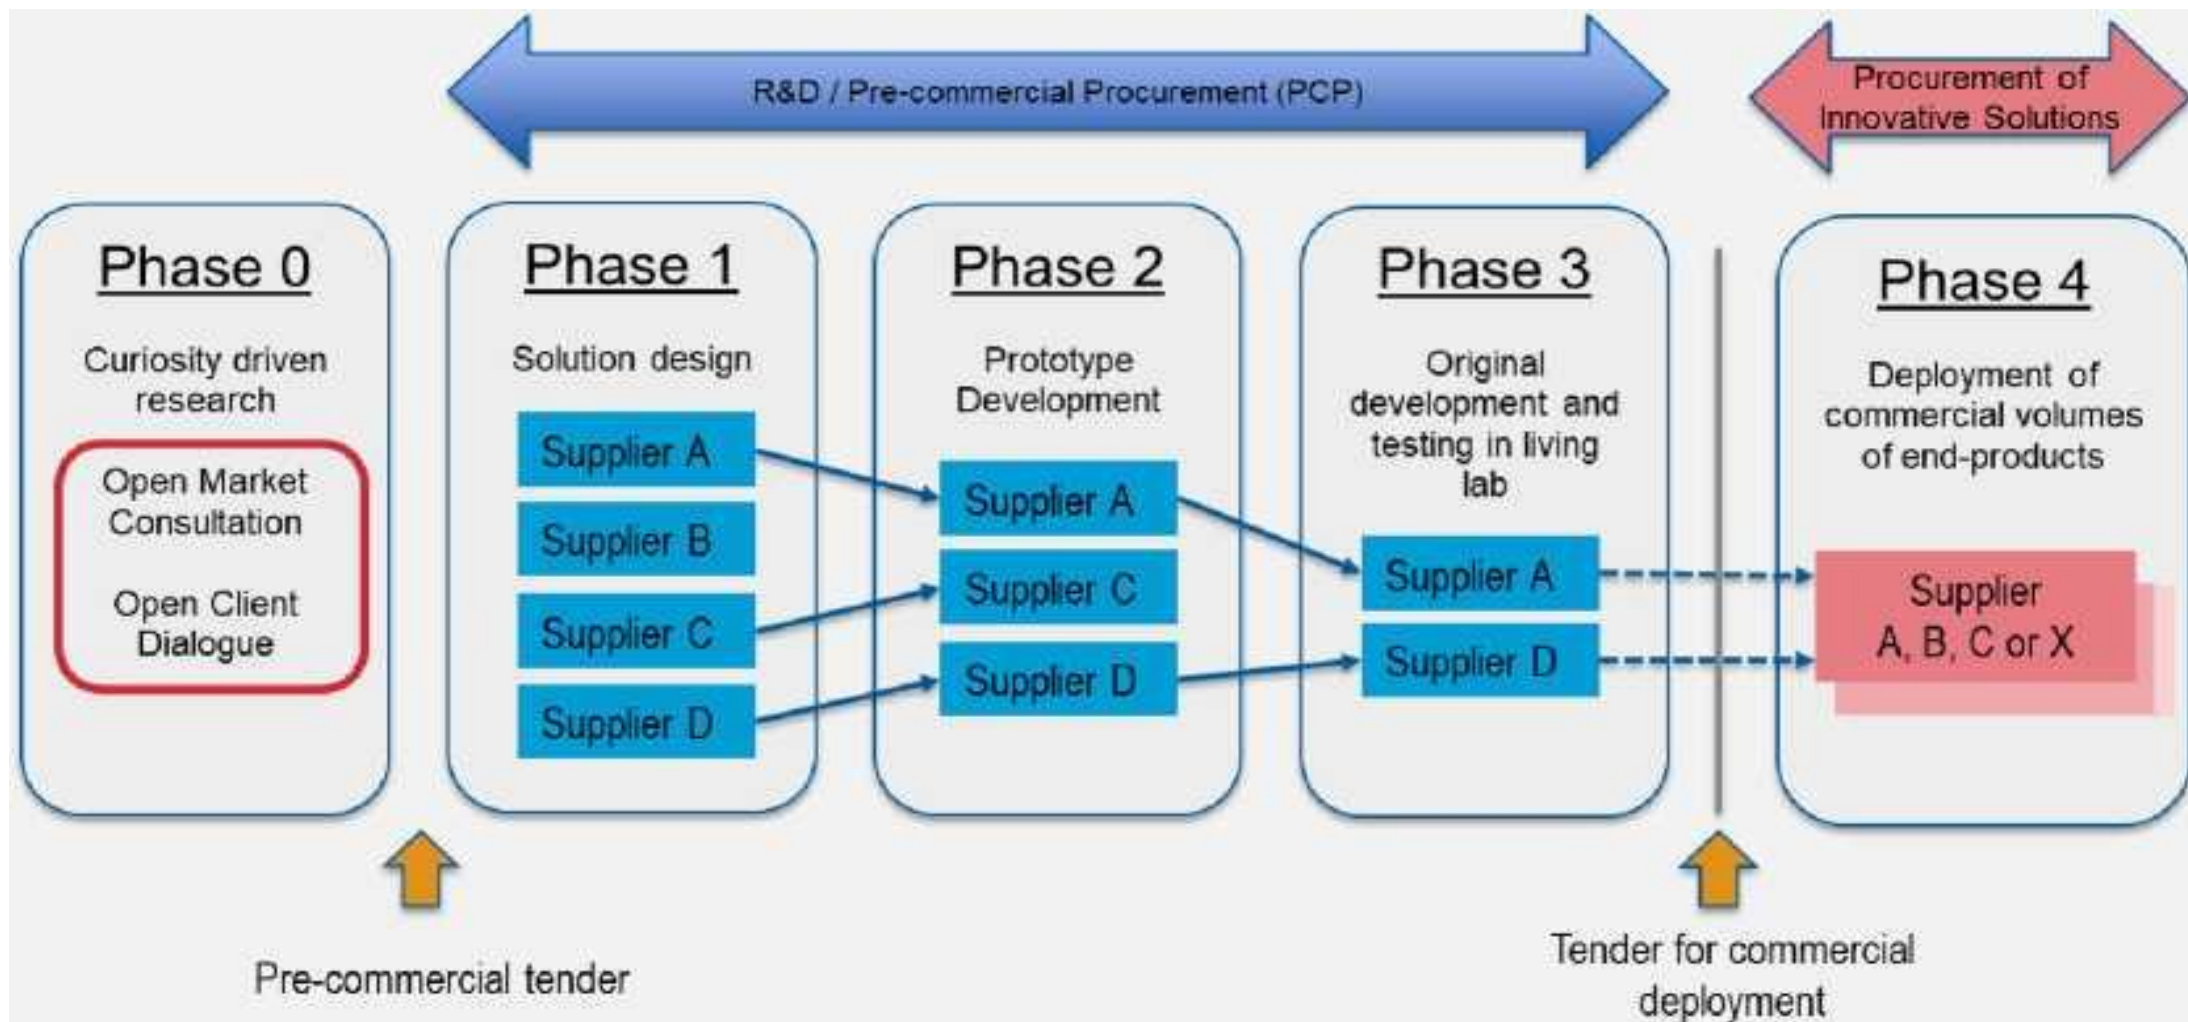 R&D / Pre-commercial Procurement (PCP)
Procurement of
Innovative Solutions
Phase 0
Curiosity driven
research
Open Market
Consultation
Open Client
Dialogue
Phase 1
Solution design
Supplier A
Supplier B
Supplier C
Supplier D
Phase 2
Prototype
Development
Supplier A
Supplier C
Supplier D
Phase 3
Original
development and
testing in living
lab
Supplier A
Supplier D
Phase 4
Deployment of
commercial volumes
of end-products
Supplier
A, B, C or X
Pre-commercial tender
Tender for commercial
deployment